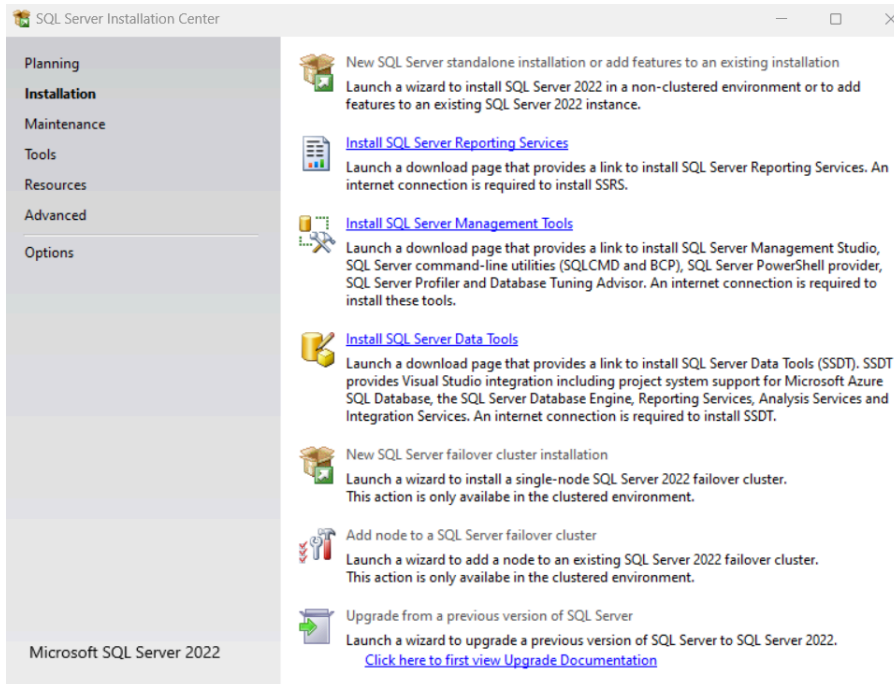 SQL Server Installation Center
Planning
Installation
Maintenance
Tools
Resources
Advanced
Options
Microsoft SQL Server 2022
New SQL Server standalone installation or add features to an existing installation
Launch a wizard to install SQL Server 2022 in a non-clustered environment or to add
features to an existing SQL Server 2022 instance.
Install SQL Server Reporting Services
Launch a download page that provides a link to install SQL Server Reporting Services. An
internet connection is required to install SSRS.
Install SQL Server Management Tools
Launch a download page that provides a link to install SQL Server Management Studio,
SQL Server command-line utilities (SQLCMD and BCP), SQL Server PowerShell provider,
SQL Server Profiler and Database Tuning Advisor. An internet connection is required to
install these tools.
Install SQL Server Data Tools
Launch a download page that provides a link to install SQL Server Data Tools (SSDT). SSDT
provides Visual Studio integration including project system support for Microsoft Azure
SQL Database, the SQL Server Database Engine, Reporting Services, Analysis Services and
Integration Services. An internet connection is required to install SSDT.
New SQL Server failover cluster installation
Launch a wizard to install a single-node SQL Server 2022 failover cluster.
This action is only availabe in the clustered environment.
Add node to a SQL Server failover cluster
Launch a wizard to add a node to an existing SQL Server 2022 failover cluster.
This action is only availabe in the clustered environment.
Upgrade from a previous version of SQL Server
Launch a wizard to upgrade a previous version of SQL Server to SQL Server 2022.
Click here to first view Upgrade Documentation